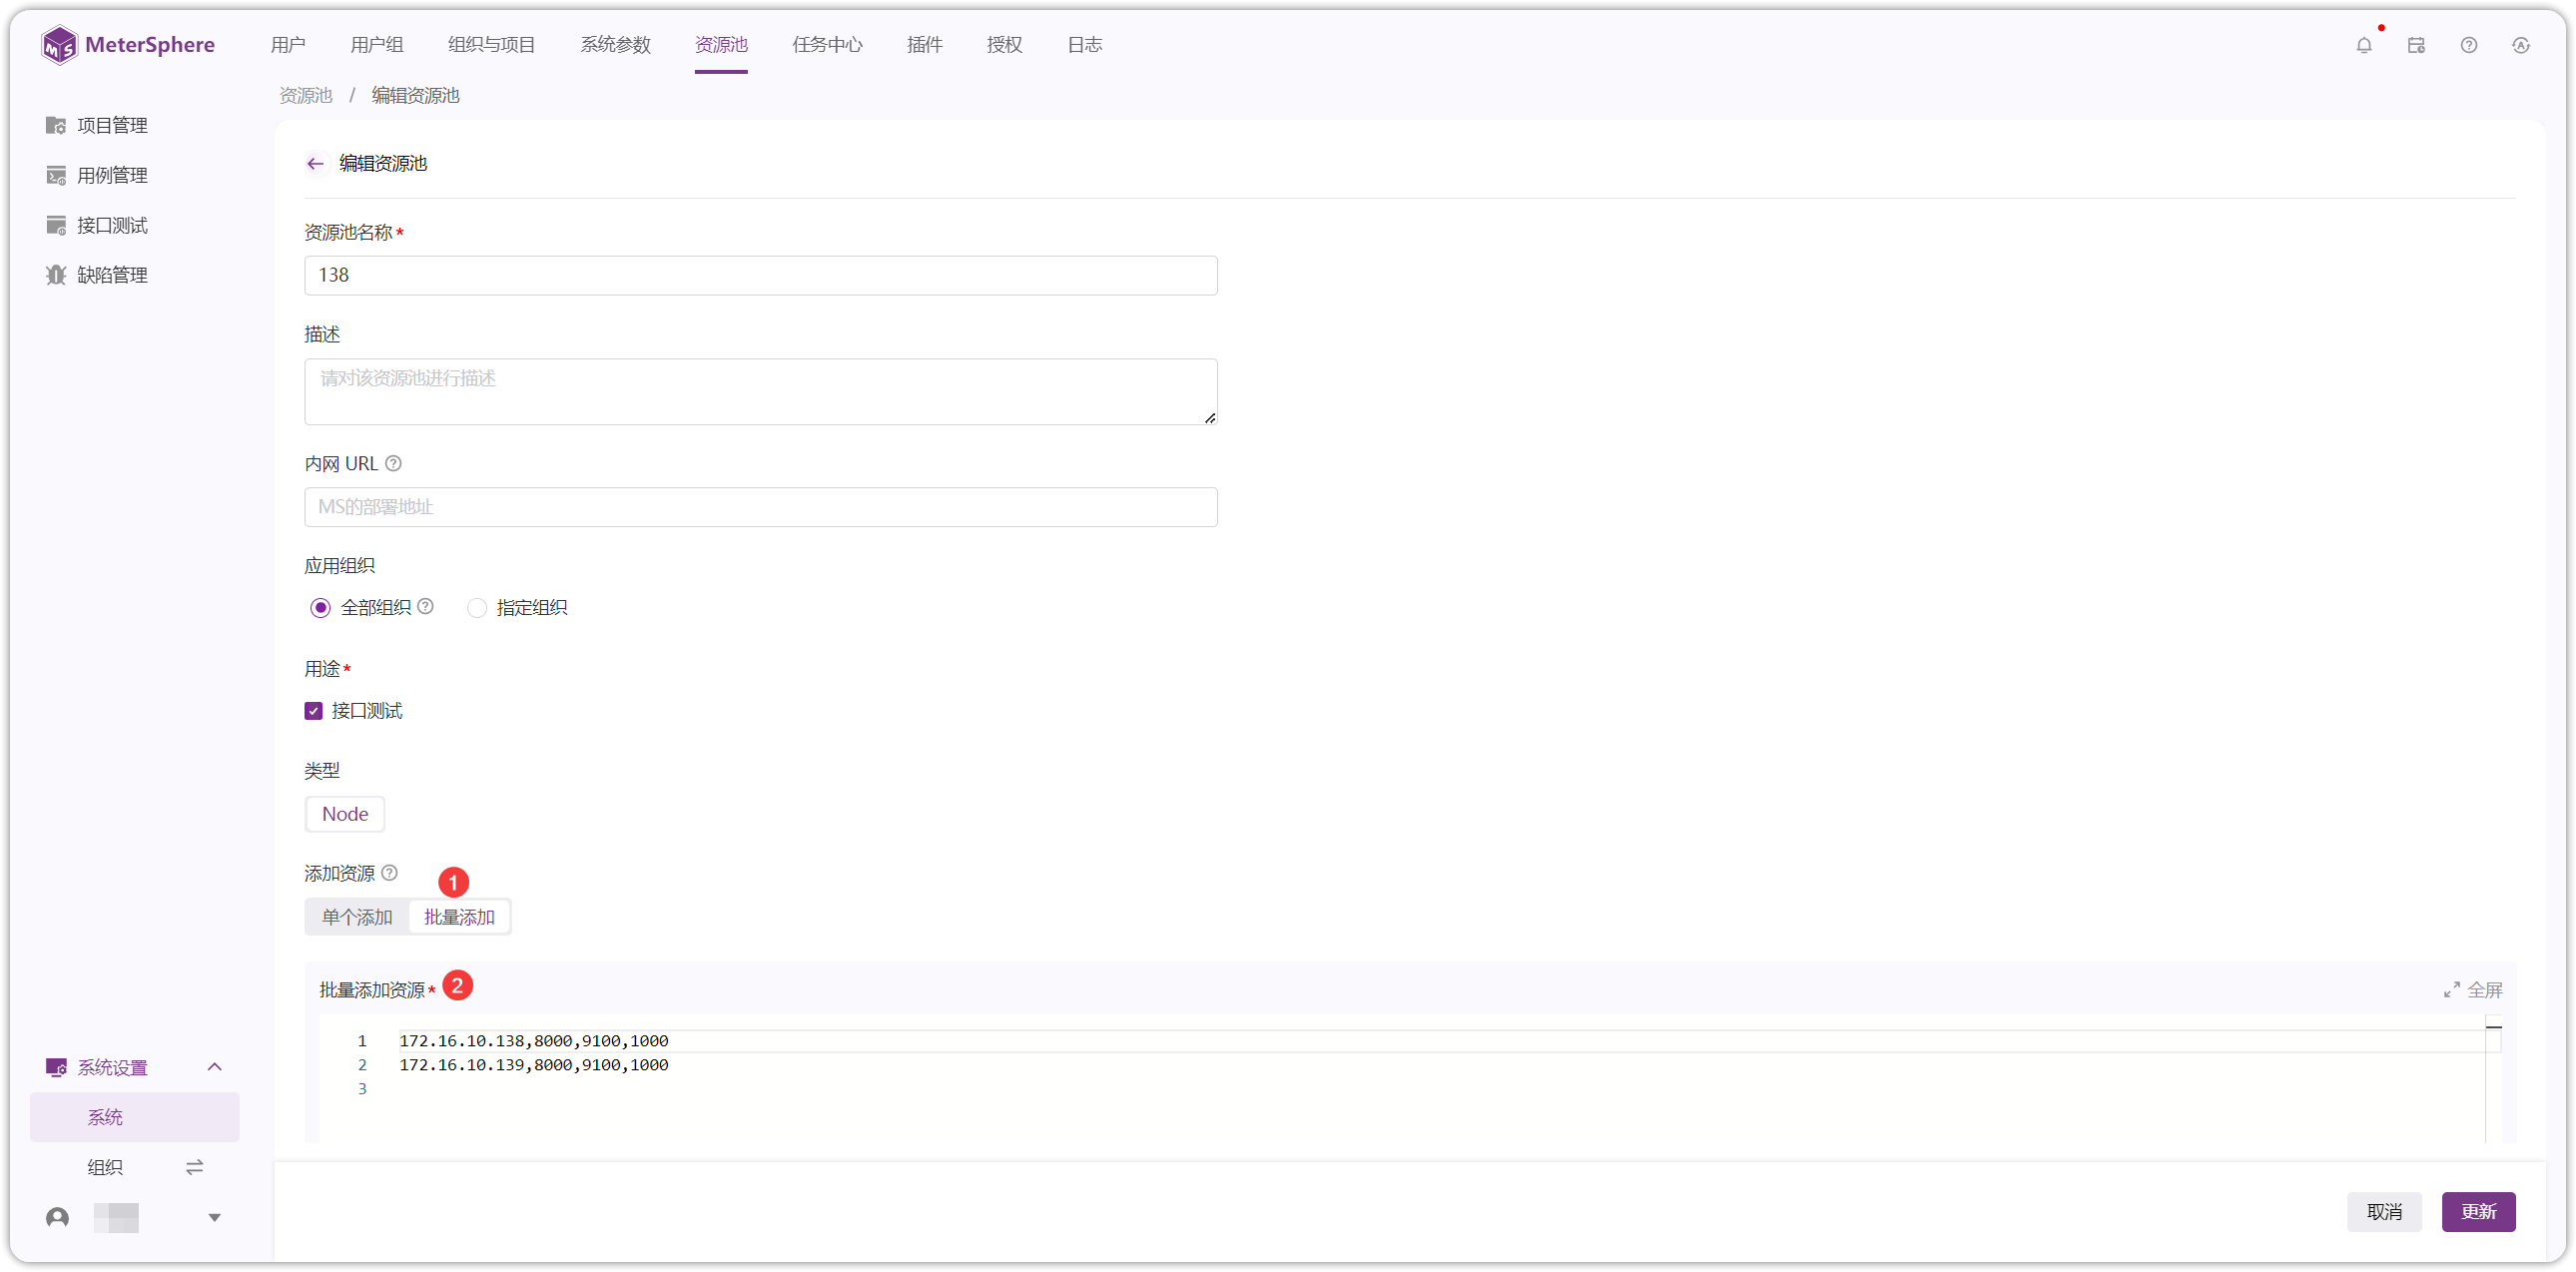 MeterSphere
用户 用户组 组织与项目 系统参数 资源池 任务中心 插件 授权 日志
资源池 / 编辑资源池
项目管理
用例管理
接口测试
缺陷管理
编辑资源池
资源池名称*
138
描述
请对该资源池进行描述
内网 URL
MS的部署地址
应用组织
全部组织 指定组织
用途*
接口测试
类型
Node
添加资源
1
单个添加 批量添加
批量添加资源* 2 全屏
1 172.16.10.138,8000,9100,1000
2 172.16.10.139,8000,9100,1000
3
系统设置
系统
组织
取消 更新